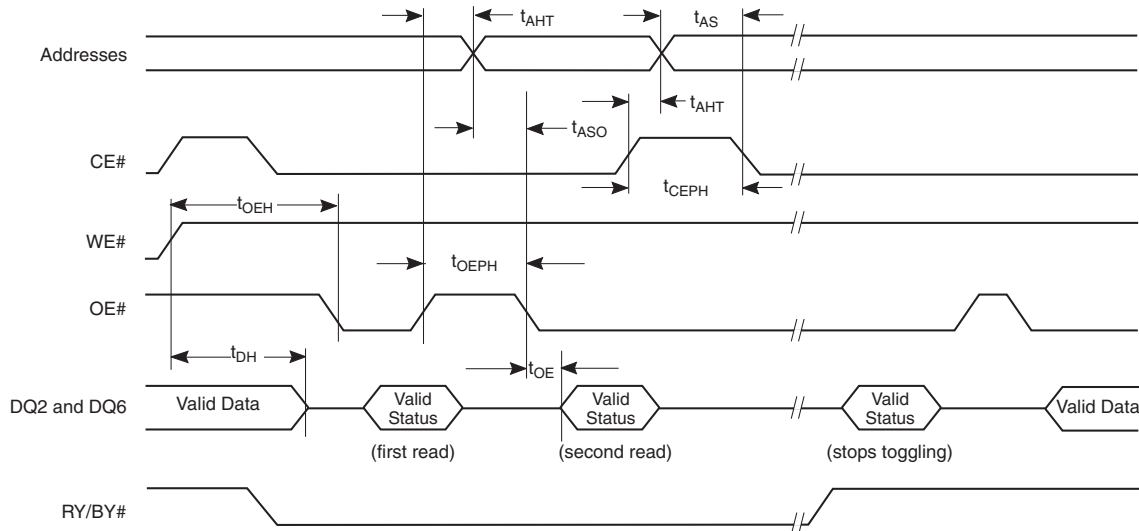 tAHT tAS
Addresses
tAHT
tASO
CE#
tCEPH
tOEH
WE#
tOEPH
OE#
tDH
tOE
DQ2 and DQ6 Valid Data Valid Status Valid Status Valid Status Valid Data
(first read) (second read) (stops toggling)
RY/BY#